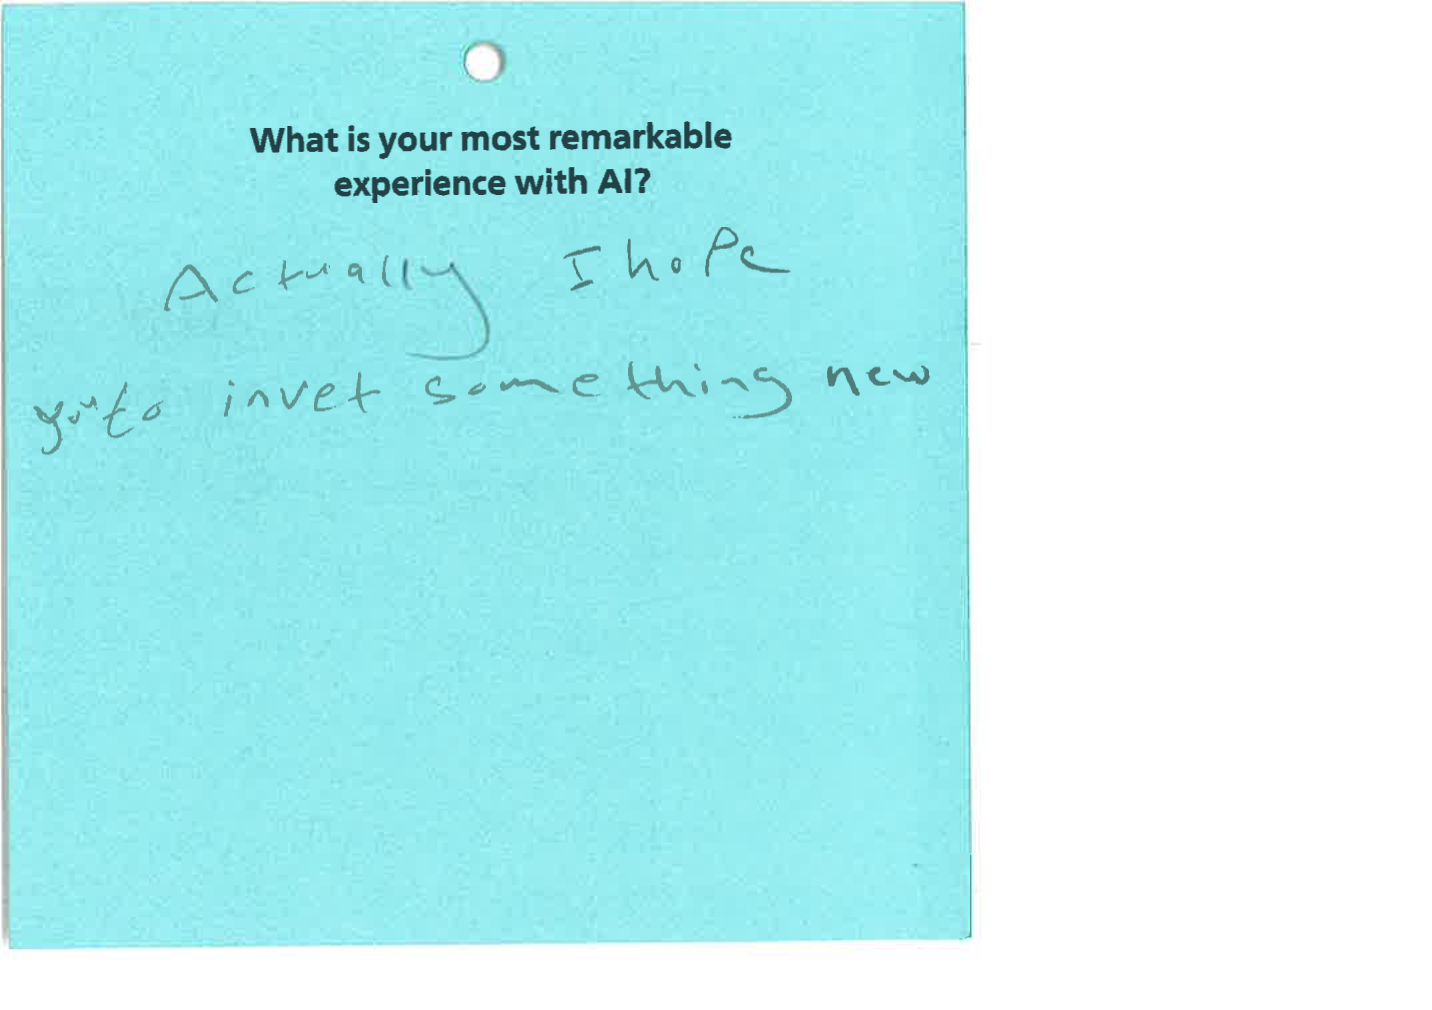 What is your most remarkable
experience with AI?
Actually I hope
you to invet something new